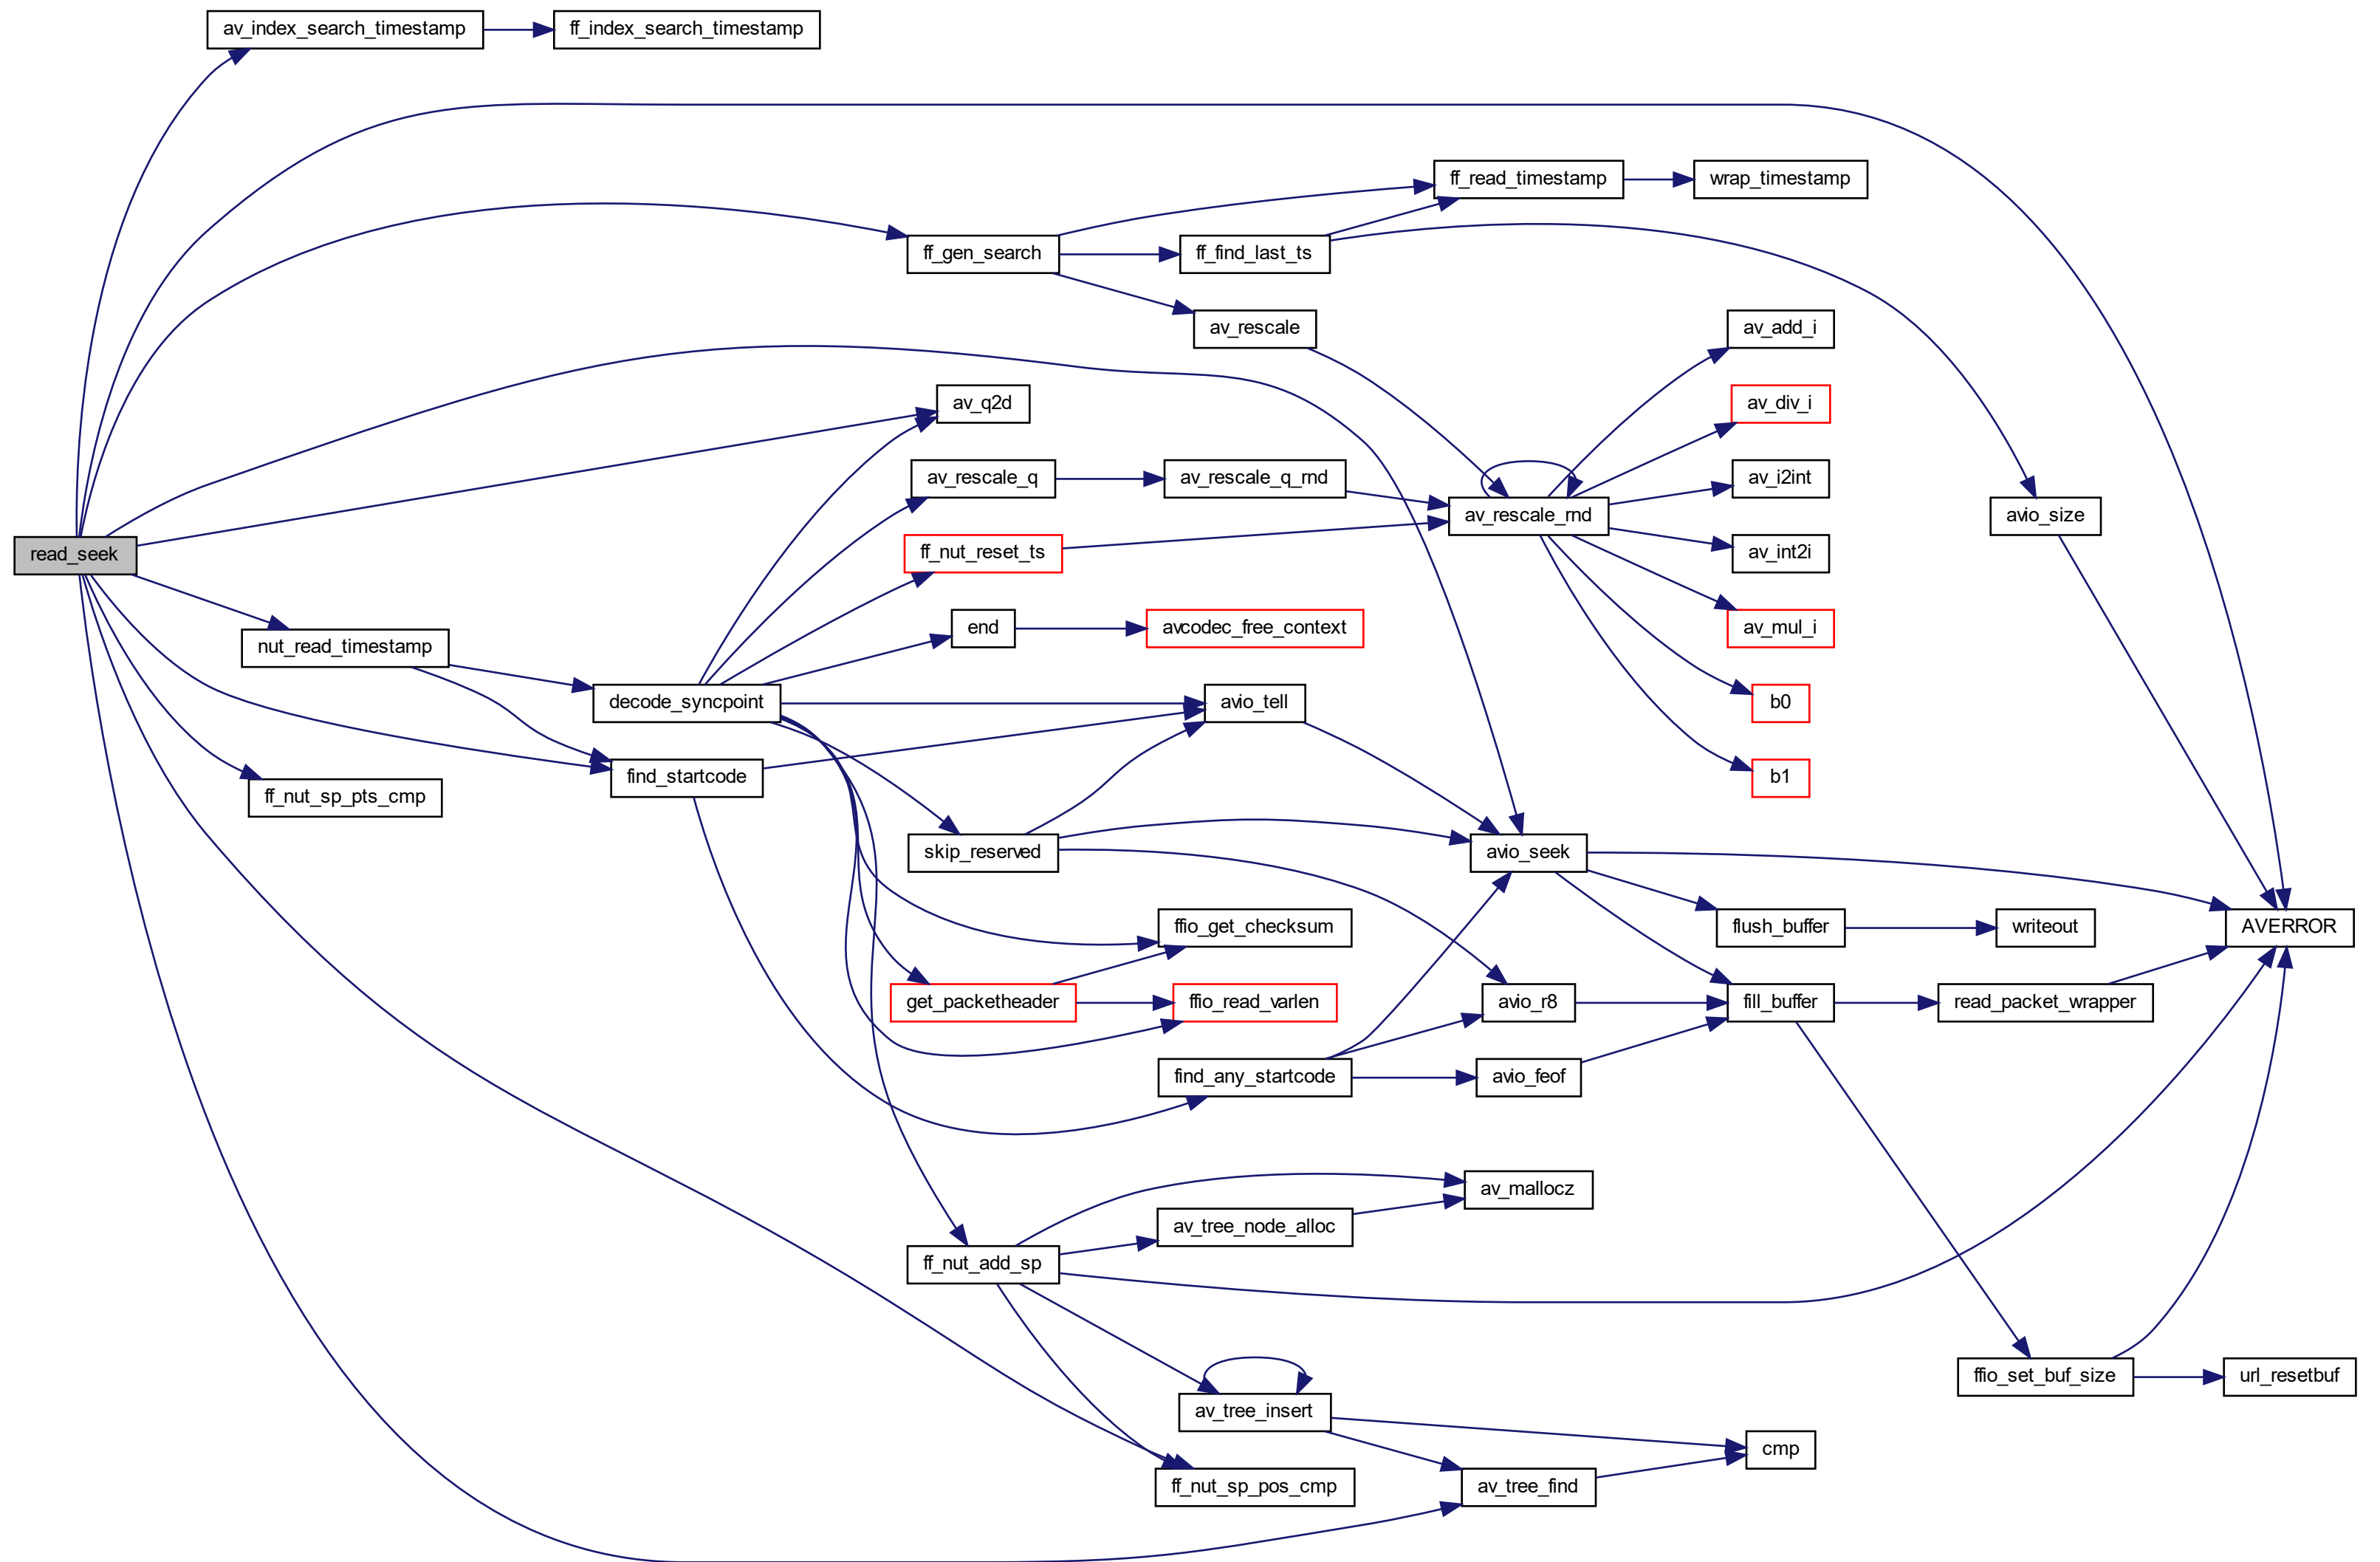 av_index_search_timestamp
ff_index_search_timestamp
ff_read_timestamp
wrap_timestamp
ff_gen_search
ff_find_last_ts
av_rescale
av_add_i
av_q2d
av_div_i
av_rescale_q
av_rescale_q_rnd
av_i2int
av_rescale_rnd
avio_size
read_seek
ff_nut_reset_ts
av_int2i
end
avcodec_free_context
av_mul_i
nut_read_timestamp
decode_syncpoint
avio_tell
b0
find_startcode
b1
ff_nut_sp_pts_cmp
skip_reserved
avio_seek
ffio_get_checksum
flush_buffer
writeout
AVERROR
get_packetheader
ffio_read_varlen
avio_r8
fill_buffer
read_packet_wrapper
find_any_startcode
avio_feof
av_mallocz
av_tree_node_alloc
ff_nut_add_sp
ffio_set_buf_size
url_resetbuf
av_tree_insert
cmp
ff_nut_sp_pos_cmp
av_tree_find